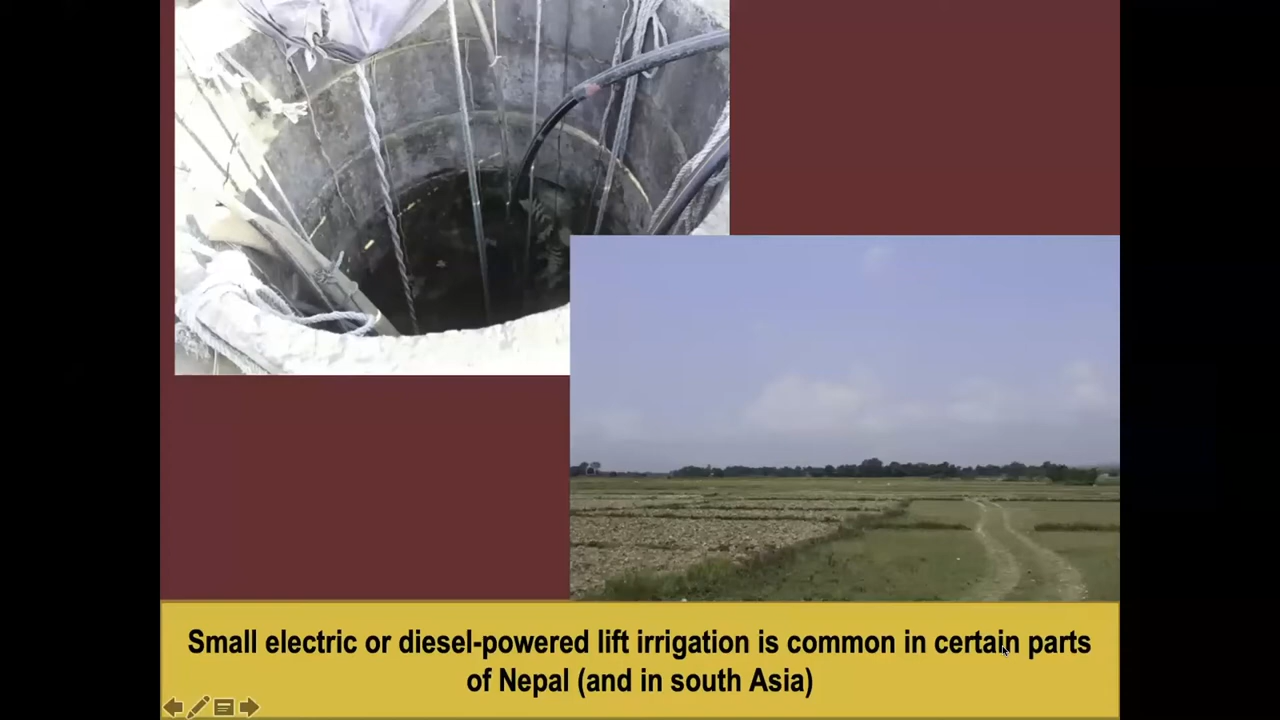 Small electric or diesel-powered lift irrigation is common in certain parts
of Nepal (and in south Asia)